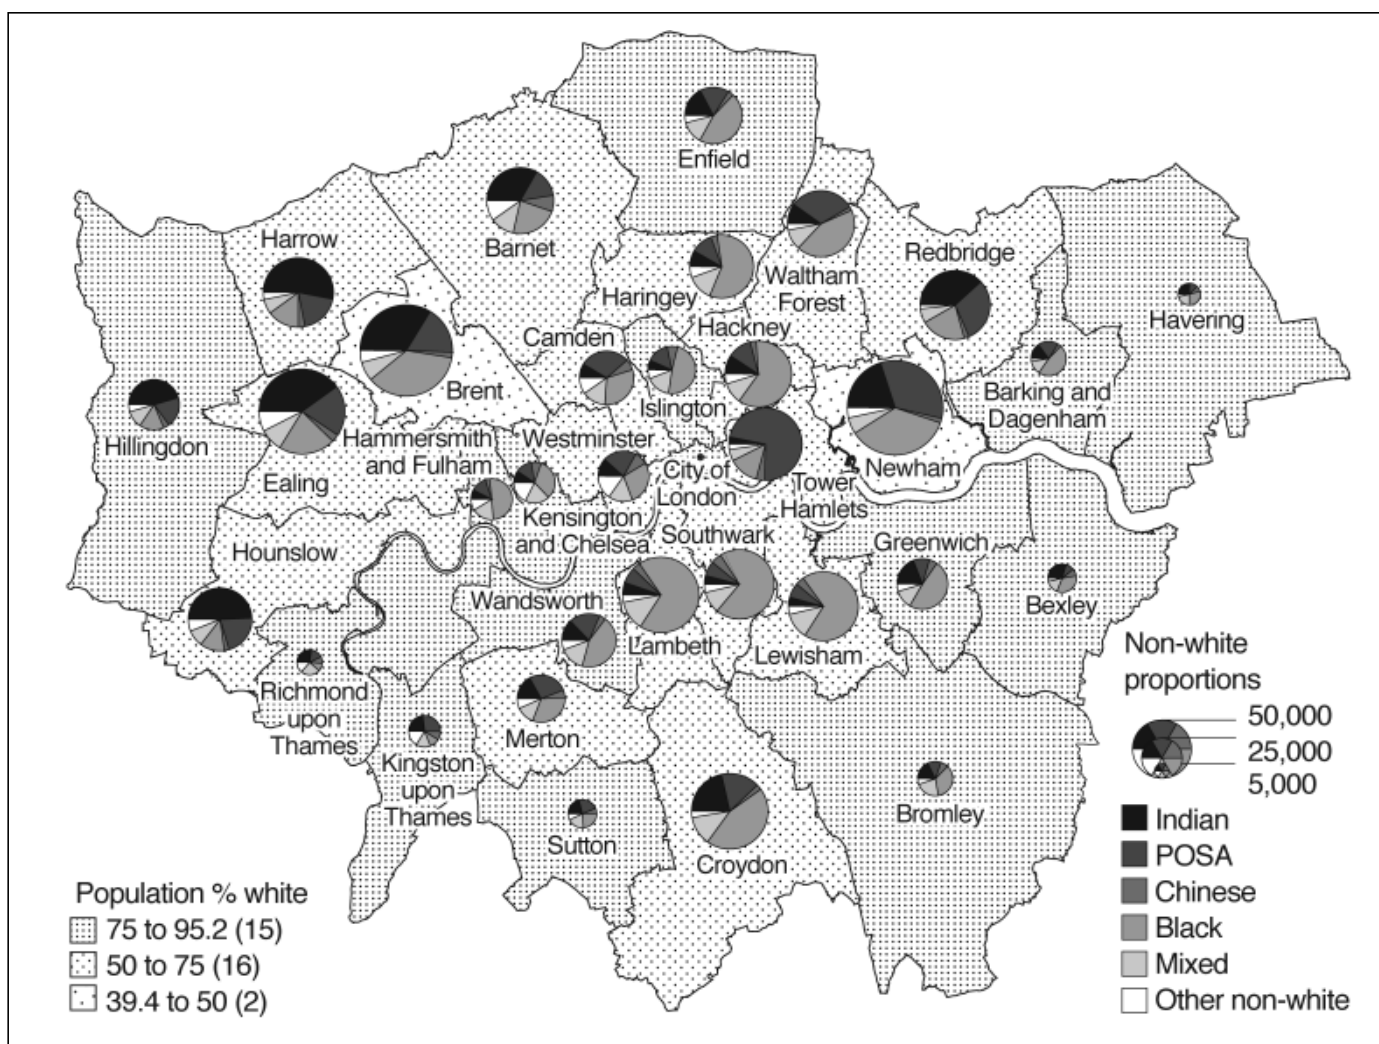 Enfield
Harrow
Barnet
Redbridge
Haringey
Waltham
Forest
Havering
Camden
Hackney
Brent
Islington
Barking and
Dagenham
Hillingdon
Hammersmith
and Fulham
Westminster
Newham
Ealing
City of
London
Tower
Hamlets
Kensington
and Chelsea
Hounslow
Southwark
Greenwich
Wandsworth
Bexley
Lambeth
Lewisham
Richmond
upon
Thames
Merton
Kingston
upon
Thames
Bromley
Sutton
Croydon
Non-white
proportions
50,000
25,000
5,000
Indian
POSA
Chinese
Black
Mixed
Other non-white
Population % white
75 to 95.2 (15)
50 to 75 (16)
39.4 to 50 (2)